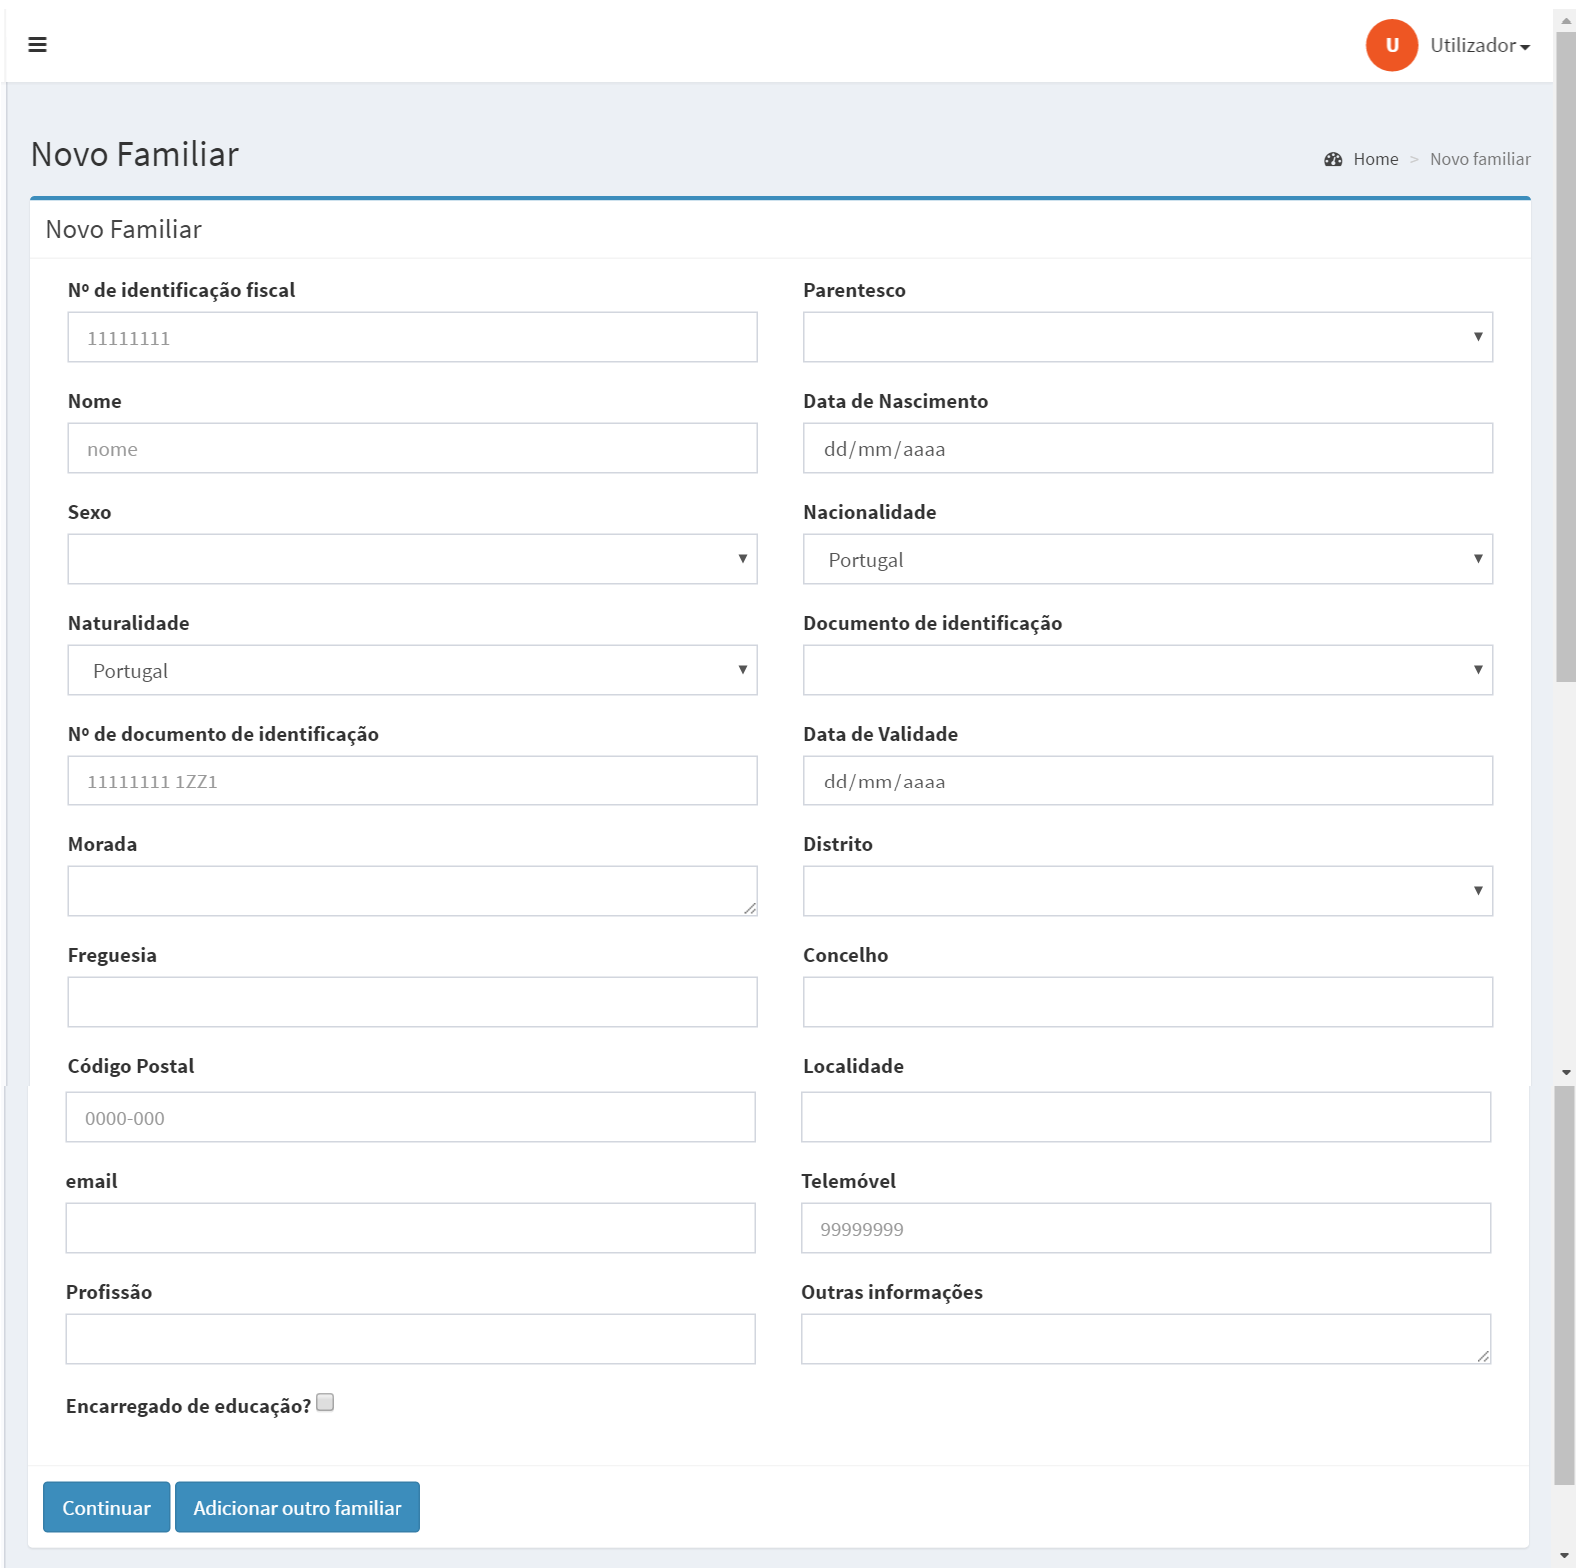 U Utilizador
Novo Familiar
Home > Novo familiar
Novo Familiar
Nº de identificação fiscal Parentesco
11111111
Nome Data de Nascimento
nome dd/mm/aaaa
Sexo Nacionalidade
Portugal
Naturalidade Documento de identificação
Portugal
Nº de documento de identificação Data de Validade
11111111 1ZZ1 dd/mm/aaaa
Morada Distrito
Freguesia Concelho
Código Postal Localidade
0000-000
email Telemóvel
99999999
Profissão Outras informações
Encarregado de educação?
Continuar Adicionar outro familiar